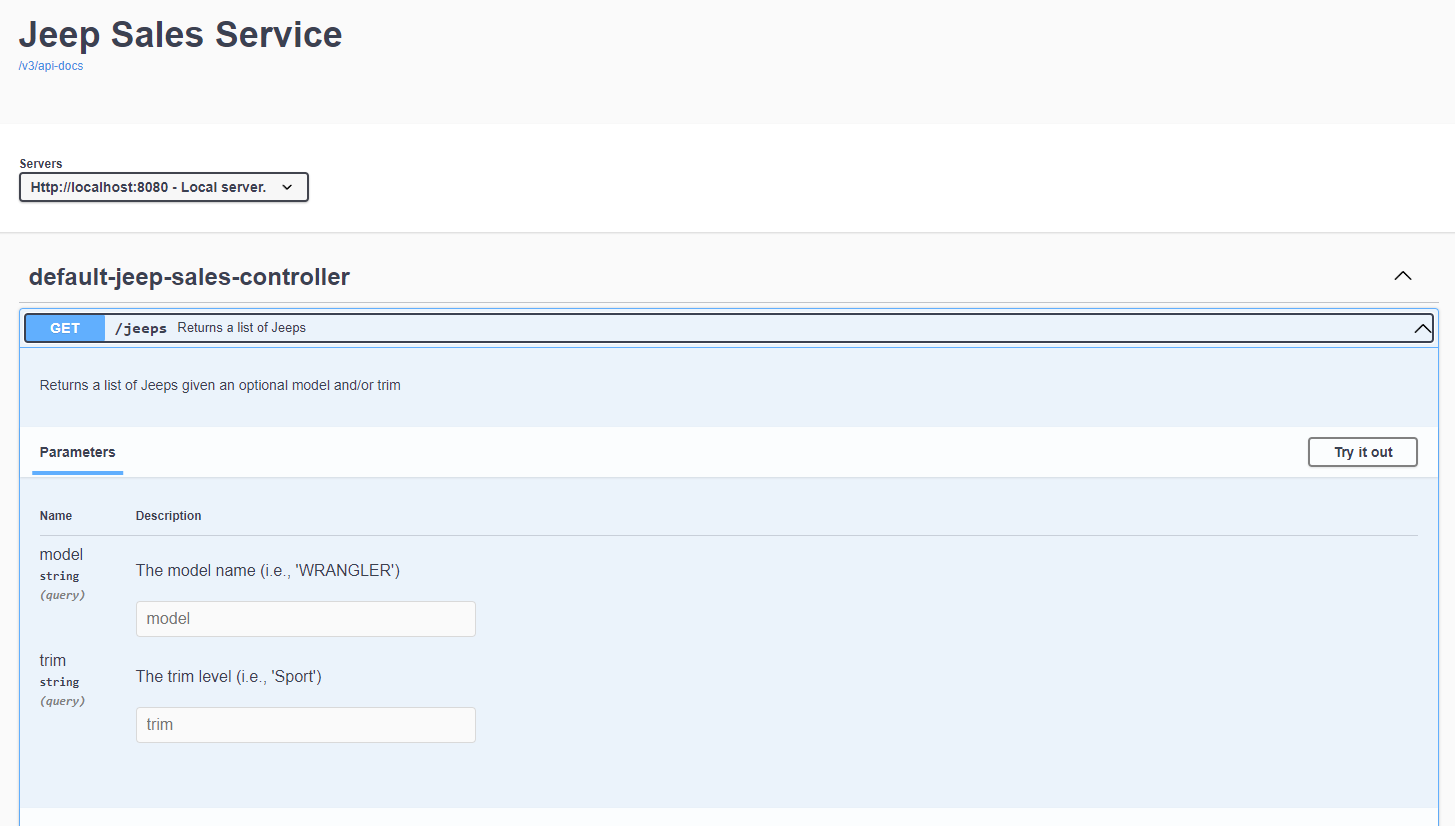 Jeep Sales Service
/v3/api-docs
Servers
Http://localhost:8080 - Local server.
default-jeep-sales-controller
GET /jeeps Returns a list of Jeeps
Returns a list of Jeeps given an optional model and/or trim
Parameters Try it out
Name Description
model
string
(query)
The model name (i.e., 'WRANGLER')
model
trim
string
(query)
The trim level (i.e., 'Sport')
trim